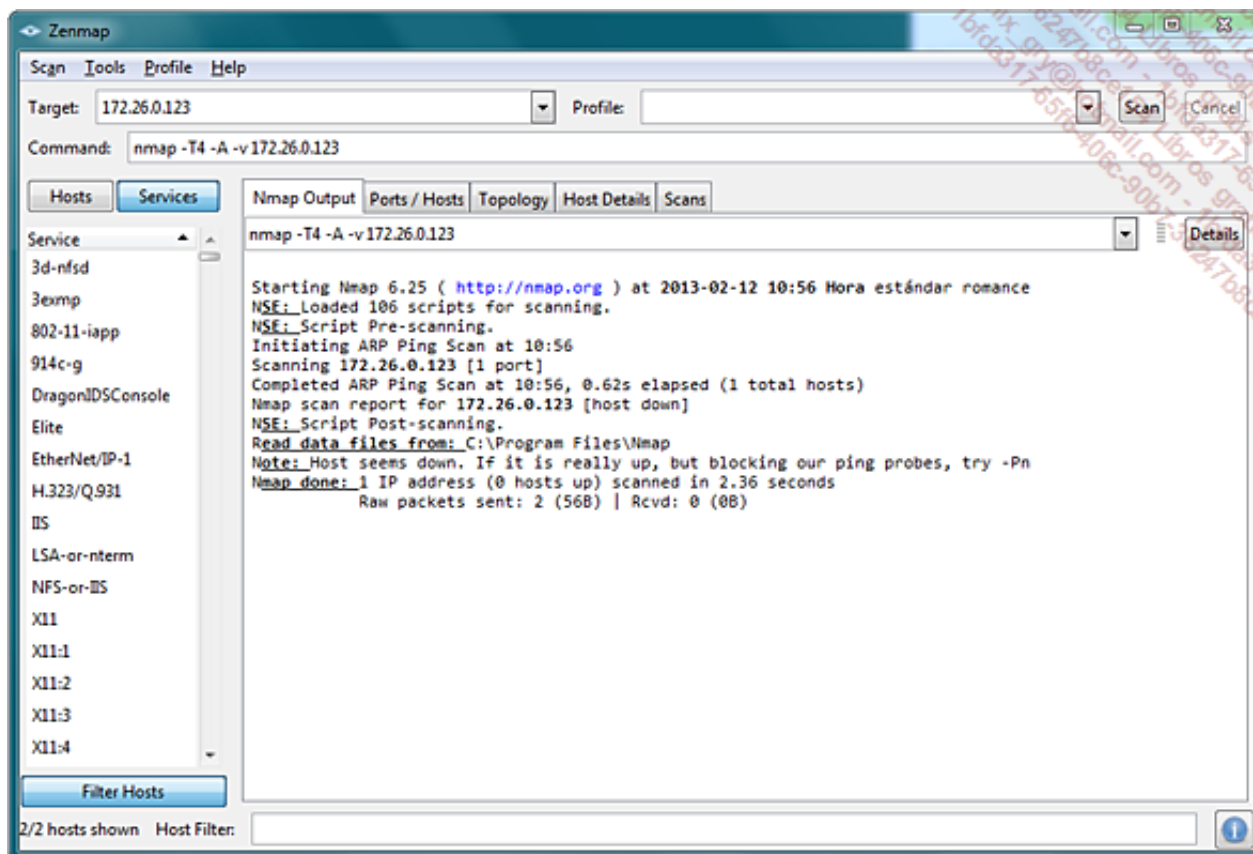 Zenmap
Scan Tools Profile Help
Target: 172.26.0.123 Profile: Scan Cancel
Command: nmap -T4 -A -v 172.26.0.123
Hosts Services
Nmap Output Ports / Hosts Topology Host Details Scans
Service
nmap -T4 -A -v 172.26.0.123 Details
3d-nfsd
3exmp
802-11-iapp
914c-g
DragonIDSConsole
Elite
EtherNet/IP-1
H.323/Q.931
IIS
LSA-or-nterm
NFS-or-IIS
X11
X11:1
X11:2
X11:3
X11:4
Starting Nmap 6.25 ( http://nmap.org ) at 2013-02-12 10:56 Hora estándar romance
NSE: Loaded 106 scripts for scanning.
NSE: Script Pre-scanning.
Initiating ARP Ping Scan at 10:56
Scanning 172.26.0.123 [1 port]
Completed ARP Ping Scan at 10:56, 0.62s elapsed (1 total hosts)
Nmap scan report for 172.26.0.123 [host down]
NSE: Script Post-scanning.
Read data files from: C:\Program Files\Nmap
Note: Host seems down. If it is really up, but blocking our ping probes, try -Pn
Nmap done: 1 IP address (0 hosts up) scanned in 2.36 seconds
Raw packets sent: 2 (56B) | Rcvd: 0 (0B)
Filter Hosts
2/2 hosts shown Host Filter: